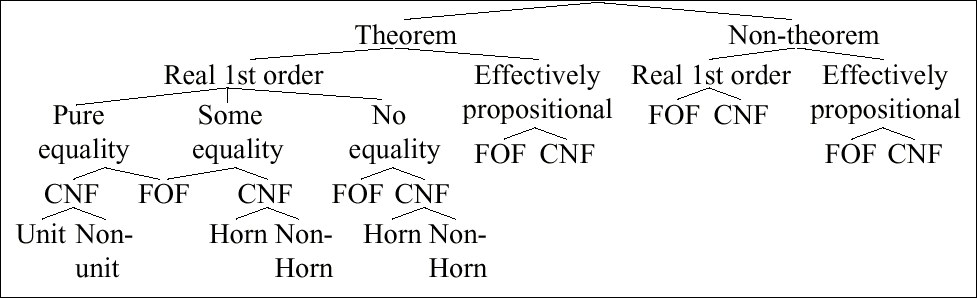 Theorem Non-theorem
Real 1st order Effectively propositional Real 1st order Effectively propositional
Pure equality Some equality No equality FOF CNF FOF CNF FOF CNF
CNF FOF CNF FOF CNF
Unit Non-unit Horn Non-Horn Horn Non-Horn